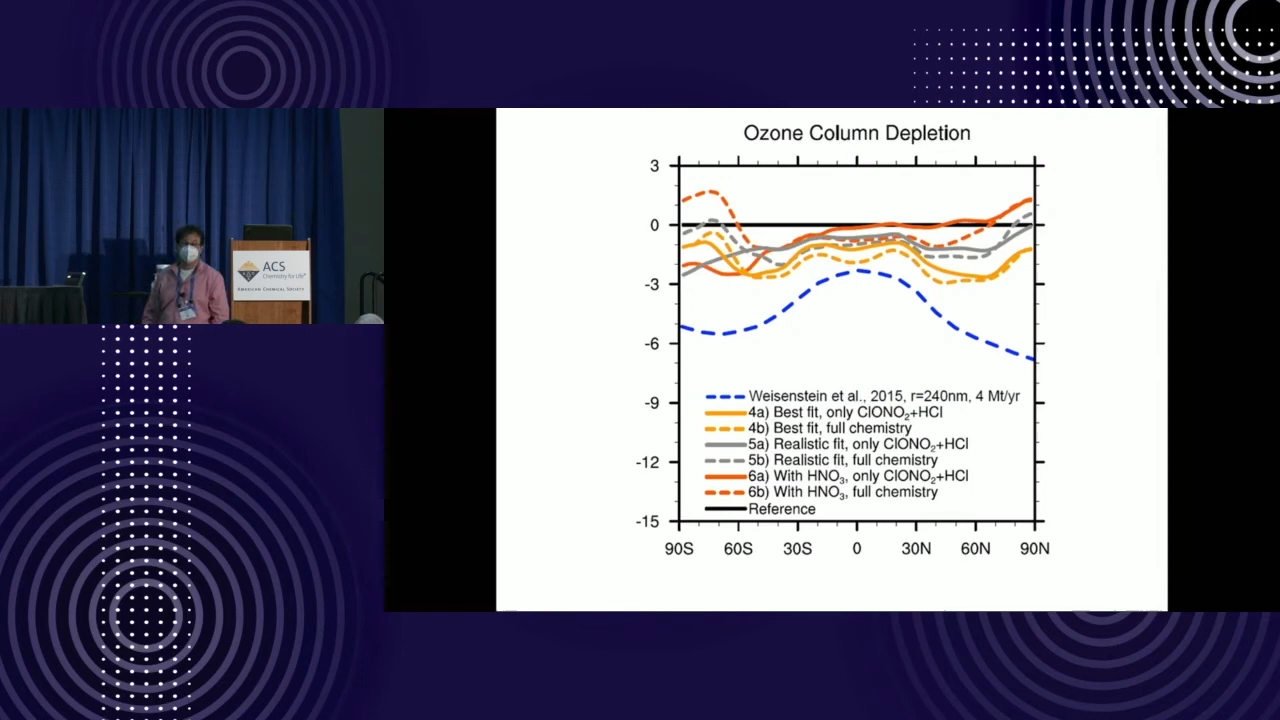 ACS
Chemistry for Life®
AMERICAN CHEMICAL SOCIETY
Ozone Column Depletion
3
0
-3
-6
-9
-12
-15
Weisenstein et al., 2015, r=240nm, 4 Mt/yr
4a) Best fit, only ClONO₂+HCl
4b) Best fit, full chemistry
5a) Realistic fit, only ClONO₂+HCl
5b) Realistic fit, full chemistry
6a) With HNO₃, only ClONO₂+HCl
6b) With HNO₃, full chemistry
Reference
90S 60S 30S 0 30N 60N 90N